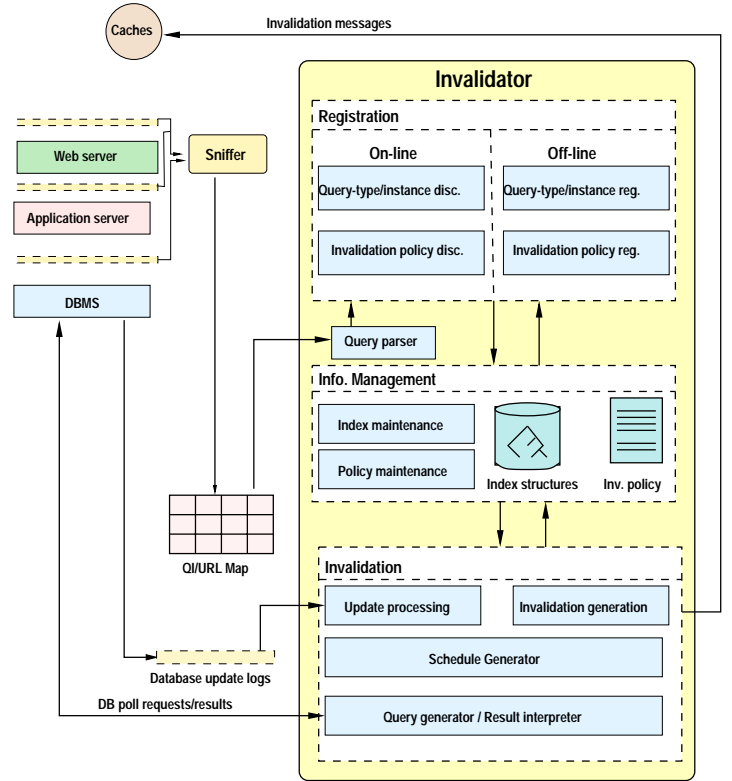 Caches
Invalidation messages
Invalidator
Registration
On-line
Off-line
Query-type/instance disc.
Query-type/instance reg.
Invalidation policy disc.
Invalidation policy reg.
Web server
Sniffer
Application server
DBMS
Query parser
Info. Management
Index maintenance
Policy maintenance
Index structures
Inv. policy
QI/URL Map
Invalidation
Update processing
Invalidation generation
Schedule Generator
Database update logs
DB poll requests/results
Query generator / Result interpreter